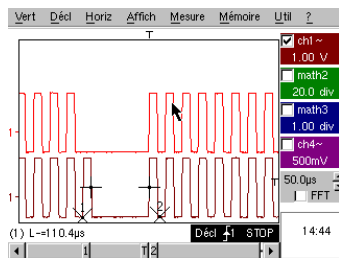 Vert Décl Horiz Affich Mesure Mémoire Util ?
T
ch1~
1.00 V
math2
20.0 div
math3
1.00 div
ch4~
500mV
1
T
1
1 2
50.0µs
FFT
(1) L-=110.4µs Décl 1 STOP
14:44
1 T 2